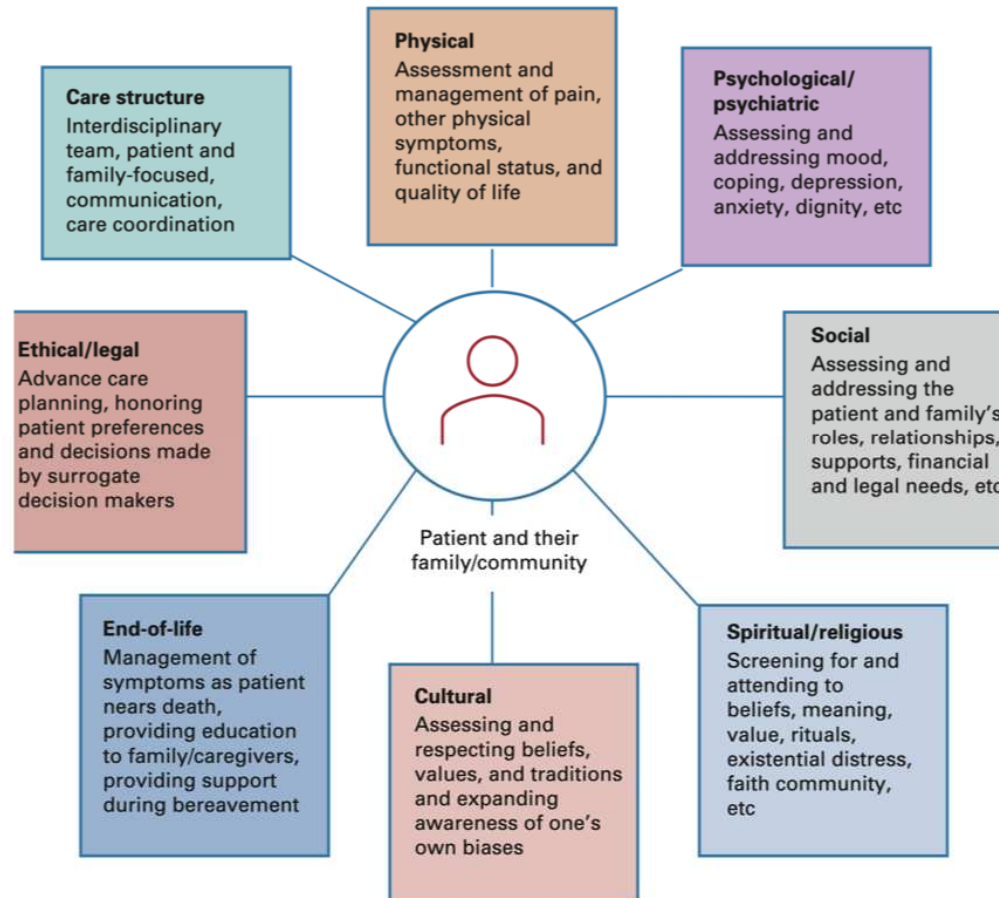 Physical
Assessment and
management of pain,
other physical
symptoms,
functional status, and
quality of life
Care structure
Interdisciplinary
team, patient and
family-focused,
communication,
care coordination
Psychological/
psychiatric
Assessing and
addressing mood,
coping, depression,
anxiety, dignity, etc
Ethical/legal
Advance care
planning, honoring
patient preferences
and decisions made
by surrogate
decision makers
Social
Assessing and
addressing the
patient and family's
roles, relationships,
supports, financial
and legal needs, etc
Patient and their
family/community
End-of-life
Management of
symptoms as patient
nears death,
providing education
to family/caregivers,
providing support
during bereavement
Cultural
Assessing and
respecting beliefs,
values, and traditions
and expanding
awareness of one's
own biases
Spiritual/religious
Screening for and
attending to
beliefs, meaning,
value, rituals,
existential distress,
faith community,
etc